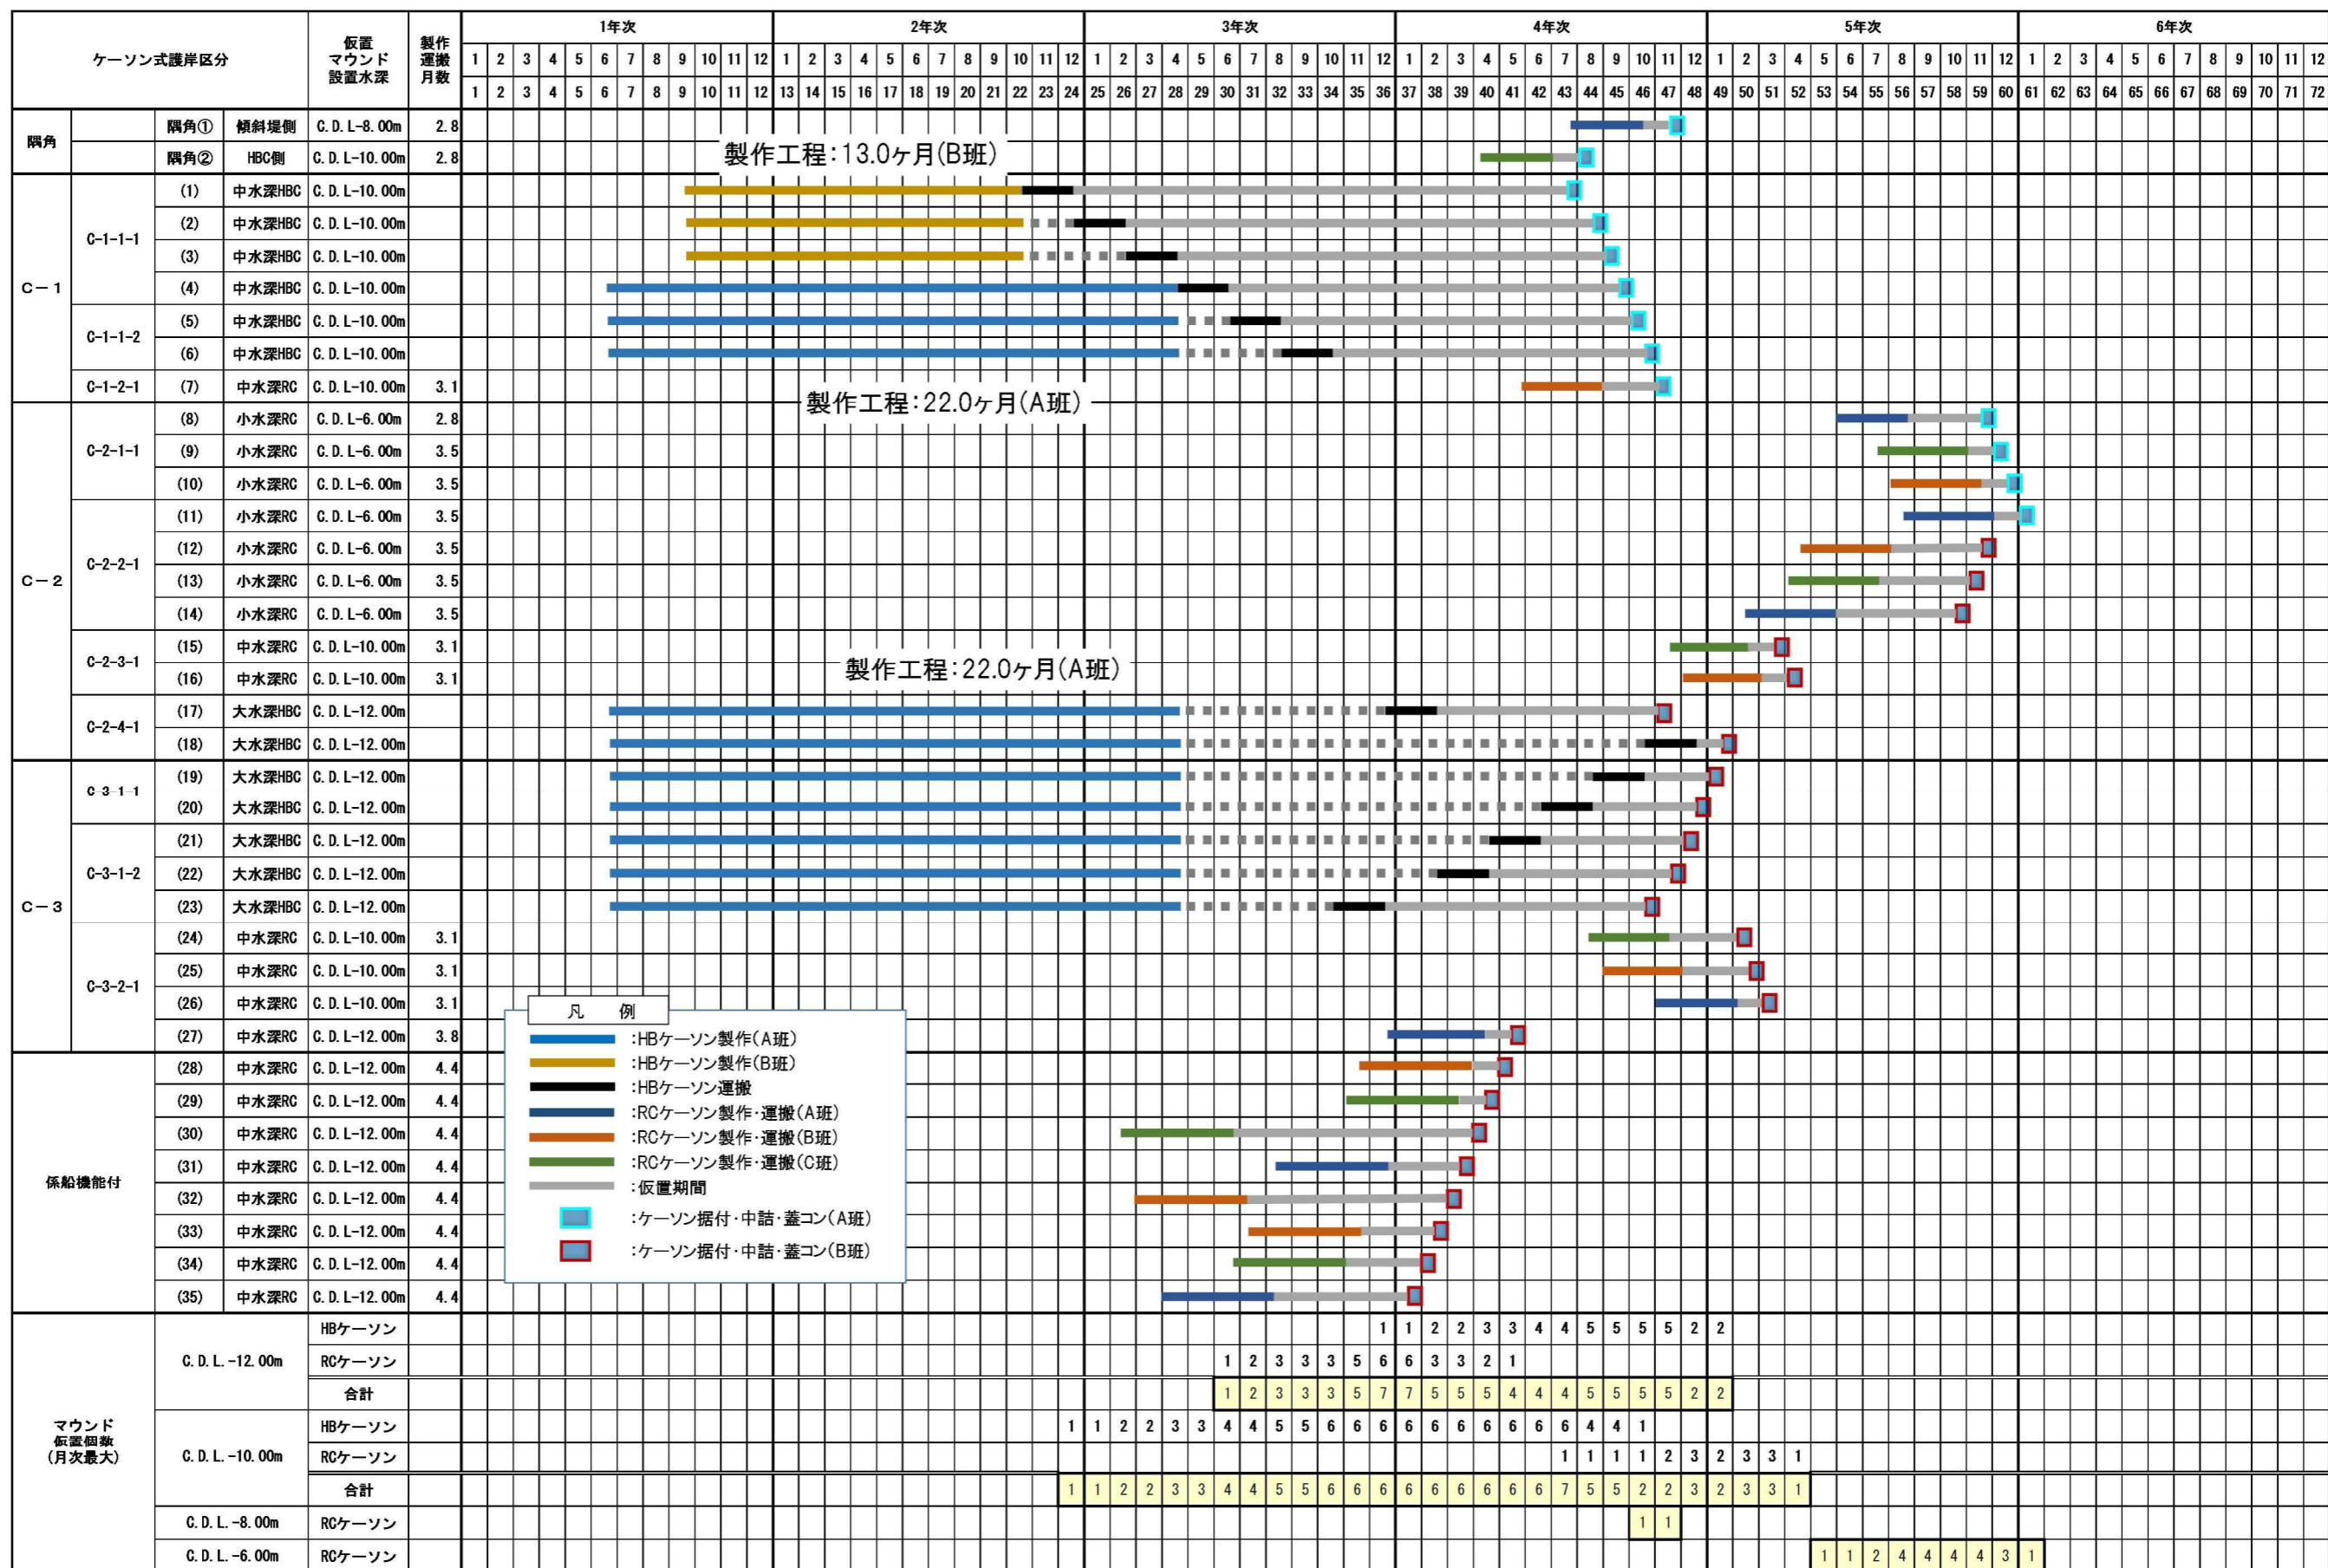 ケーソン式護岸区分 仮置マウンド設置水深 製作運搬月数 1年次 2年次 3年次 4年次 5年次 6年次
1 2 3 4 5 6 7 8 9 10 11 12 1 2 3 4 5 6 7 8 9 10 11 12 1 2 3 4 5 6 7 8 9 10 11 12 1 2 3 4 5 6 7 8 9 10 11 12 1 2 3 4 5 6 7 8 9 10 11 12 1 2 3 4 5 6 7 8 9 10 11 12
1 2 3 4 5 6 7 8 9 10 11 12 13 14 15 16 17 18 19 20 21 22 23 24 25 26 27 28 29 30 31 32 33 34 35 36 37 38 39 40 41 42 43 44 45 46 47 48 49 50 51 52 53 54 55 56 57 58 59 60 61 62 63 64 65 66 67 68 69 70 71 72
隅角 隅角① 傾斜堤側 C.D.L-8.00m 2.8
隅角② HBC側 C.D.L-10.00m 2.8
製作工程:13.0ヶ月(B班)
C-1 C-1-1-1 (1) 中水深HBC C.D.L-10.00m
(2) 中水深HBC C.D.L-10.00m
(3) 中水深HBC C.D.L-10.00m
(4) 中水深HBC C.D.L-10.00m
C-1-1-2 (5) 中水深HBC C.D.L-10.00m
(6) 中水深HBC C.D.L-10.00m
C-1-2-1 (7) 中水深RC C.D.L-10.00m 3.1
製作工程:22.0ヶ月(A班)
C-2 C-2-1-1 (8) 小水深RC C.D.L-6.00m 2.8
(9) 小水深RC C.D.L-6.00m 3.5
(10) 小水深RC C.D.L-6.00m 3.5
C-2-2-1 (11) 小水深RC C.D.L-6.00m 3.5
(12) 小水深RC C.D.L-6.00m 3.5
(13) 小水深RC C.D.L-6.00m 3.5
(14) 小水深RC C.D.L-6.00m 3.5
C-2-3-1 (15) 中水深RC C.D.L-10.00m 3.1
(16) 中水深RC C.D.L-10.00m 3.1
製作工程:22.0ヶ月(A班)
C-2-4-1 (17) 大水深HBC C.D.L-12.00m
(18) 大水深HBC C.D.L-12.00m
C-3 C-3-1-1 (19) 大水深HBC C.D.L-12.00m
(20) 大水深HBC C.D.L-12.00m
C-3-1-2 (21) 大水深HBC C.D.L-12.00m
(22) 大水深HBC C.D.L-12.00m
(23) 大水深HBC C.D.L-12.00m
C-3-2-1 (24) 中水深RC C.D.L-10.00m 3.1
(25) 中水深RC C.D.L-10.00m 3.1
(26) 中水深RC C.D.L-10.00m 3.1
(27) 中水深RC C.D.L-12.00m 3.8
係船機能付 (28) 中水深RC C.D.L-12.00m 4.4
(29) 中水深RC C.D.L-12.00m 4.4
(30) 中水深RC C.D.L-12.00m 4.4
(31) 中水深RC C.D.L-12.00m 4.4
(32) 中水深RC C.D.L-12.00m 4.4
(33) 中水深RC C.D.L-12.00m 4.4
(34) 中水深RC C.D.L-12.00m 4.4
(35) 中水深RC C.D.L-12.00m 4.4
凡 例
:HBケーソン製作(A班)
:HBケーソン製作(B班)
:HBケーソン運搬
:RCケーソン製作・運搬(A班)
:RCケーソン製作・運搬(B班)
:RCケーソン製作・運搬(C班)
:仮置期間
:ケーソン据付・中詰・蓋コン(A班)
:ケーソン据付・中詰・蓋コン(B班)
マウンド
仮置個数
(月次最大)
C.D.L.-12.00m HBケーソン 1 1 2 2 3 3 4 4 5 5 5 5 2 2
RCケーソン 1 2 3 3 3 5 6 6 3 3 2 1
合計 1 2 3 3 3 5 7 7 5 5 5 4 4 4 5 5 5 5 2 2
C.D.L.-10.00m HBケーソン 1 1 2 2 3 3 4 4 5 5 6 6 6 6 6 6 6 6 6 6 4 4 1
RCケーソン 1 1 1 1 2 3 2 3 3 1
合計 1 1 2 2 3 3 4 4 5 5 6 6 6 6 6 6 6 6 6 7 5 5 2 2 3 2 3 3 1
C.D.L.-8.00m RCケーソン 1 1
C.D.L.-6.00m RCケーソン 1 1 2 4 4 4 4 3 1